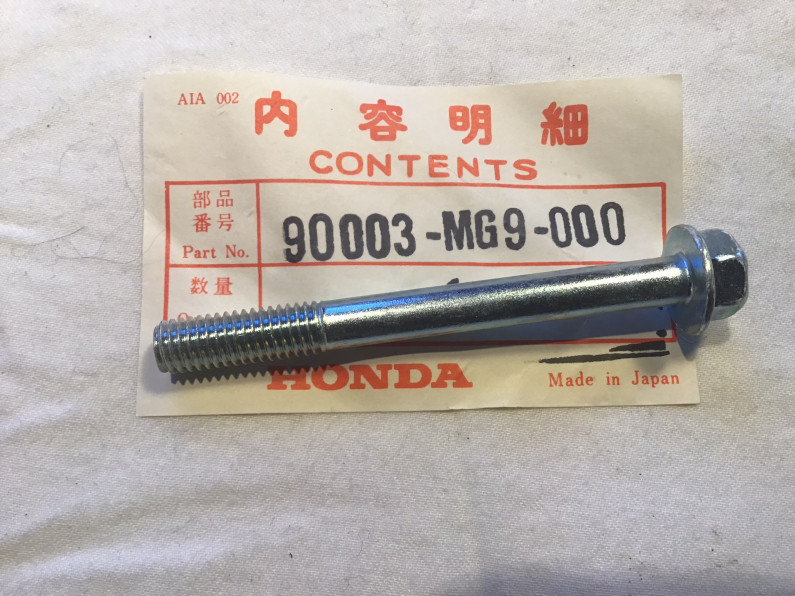 AIA 002
内容明細
CONTENTS
部品
番号
Part No.
90003-MG9-000
数量
HONDA
Made in Japan